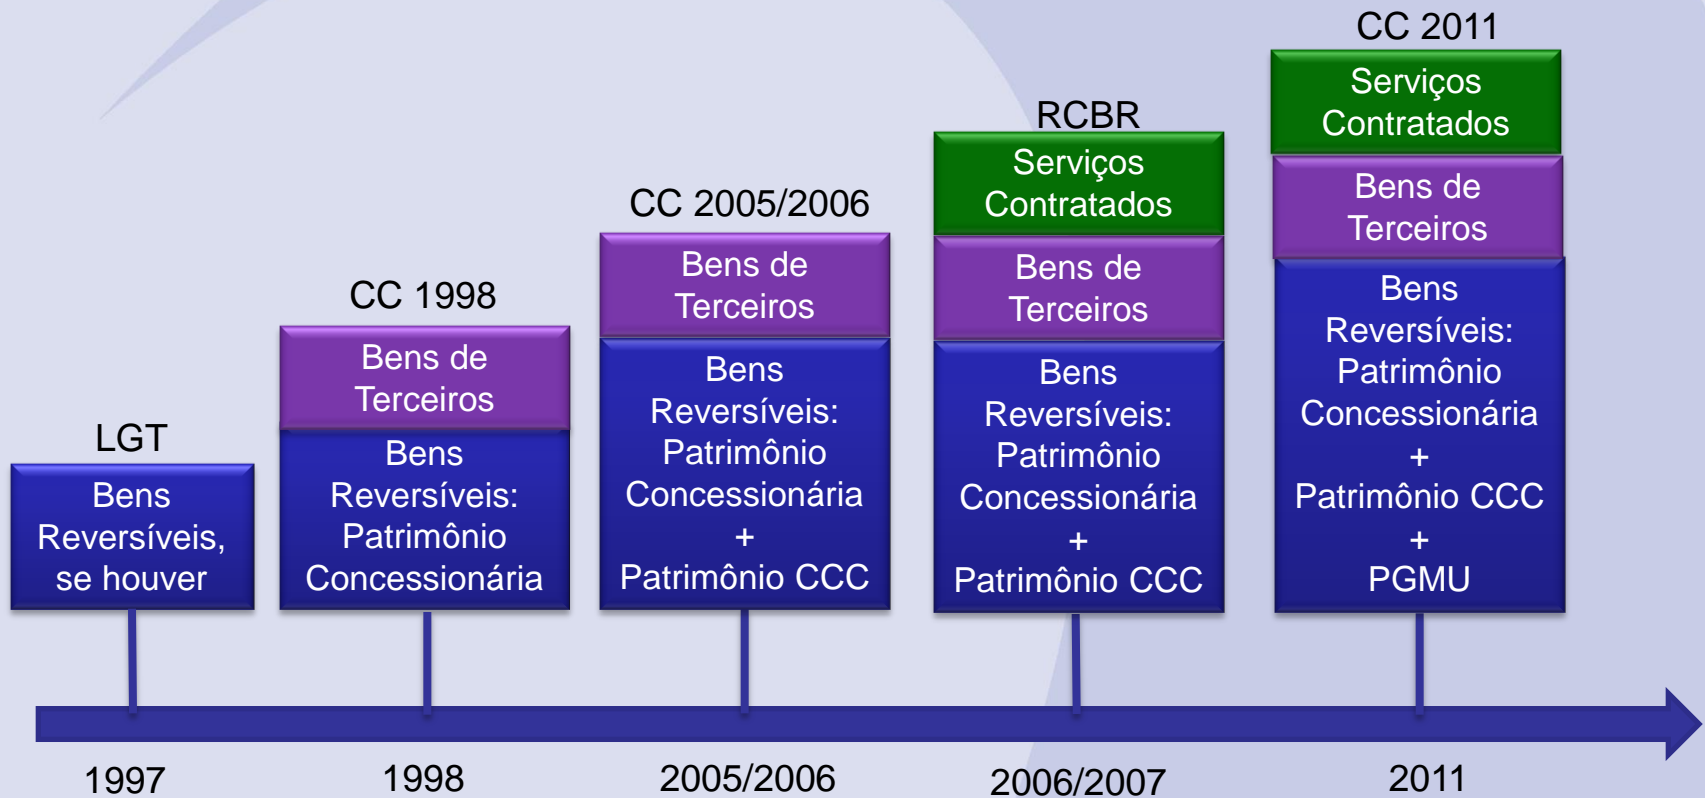 LGT
Bens
Reversíveis,
se houver
1997
CC 1998
Bens de
Terceiros
Bens
Reversíveis:
Patrimônio
Concessionária
1998
CC 2005/2006
Bens de
Terceiros
Bens
Reversíveis:
Patrimônio
Concessionária
+
Patrimônio CCC
2005/2006
RCBR
Serviços
Contratados
Bens de
Terceiros
Bens
Reversíveis:
Patrimônio
Concessionária
+
Patrimônio CCC
2006/2007
CC 2011
Serviços
Contratados
Bens de
Terceiros
Bens
Reversíveis:
Patrimônio
Concessionária
+
Patrimônio CCC
+
PGMU
2011